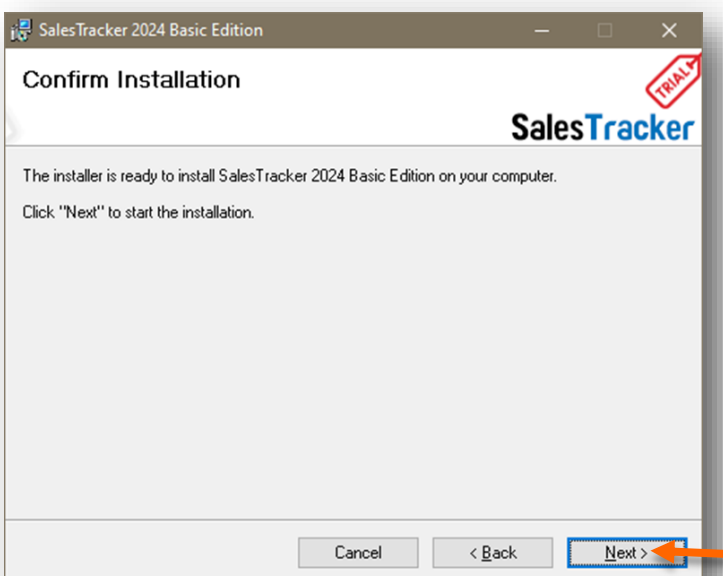 SalesTracker 2024 Basic Edition
Confirm Installation
TRIAL
SalesTracker
The installer is ready to install SalesTracker 2024 Basic Edition on your computer.
Click "Next" to start the installation.
Cancel
< Back
Next >